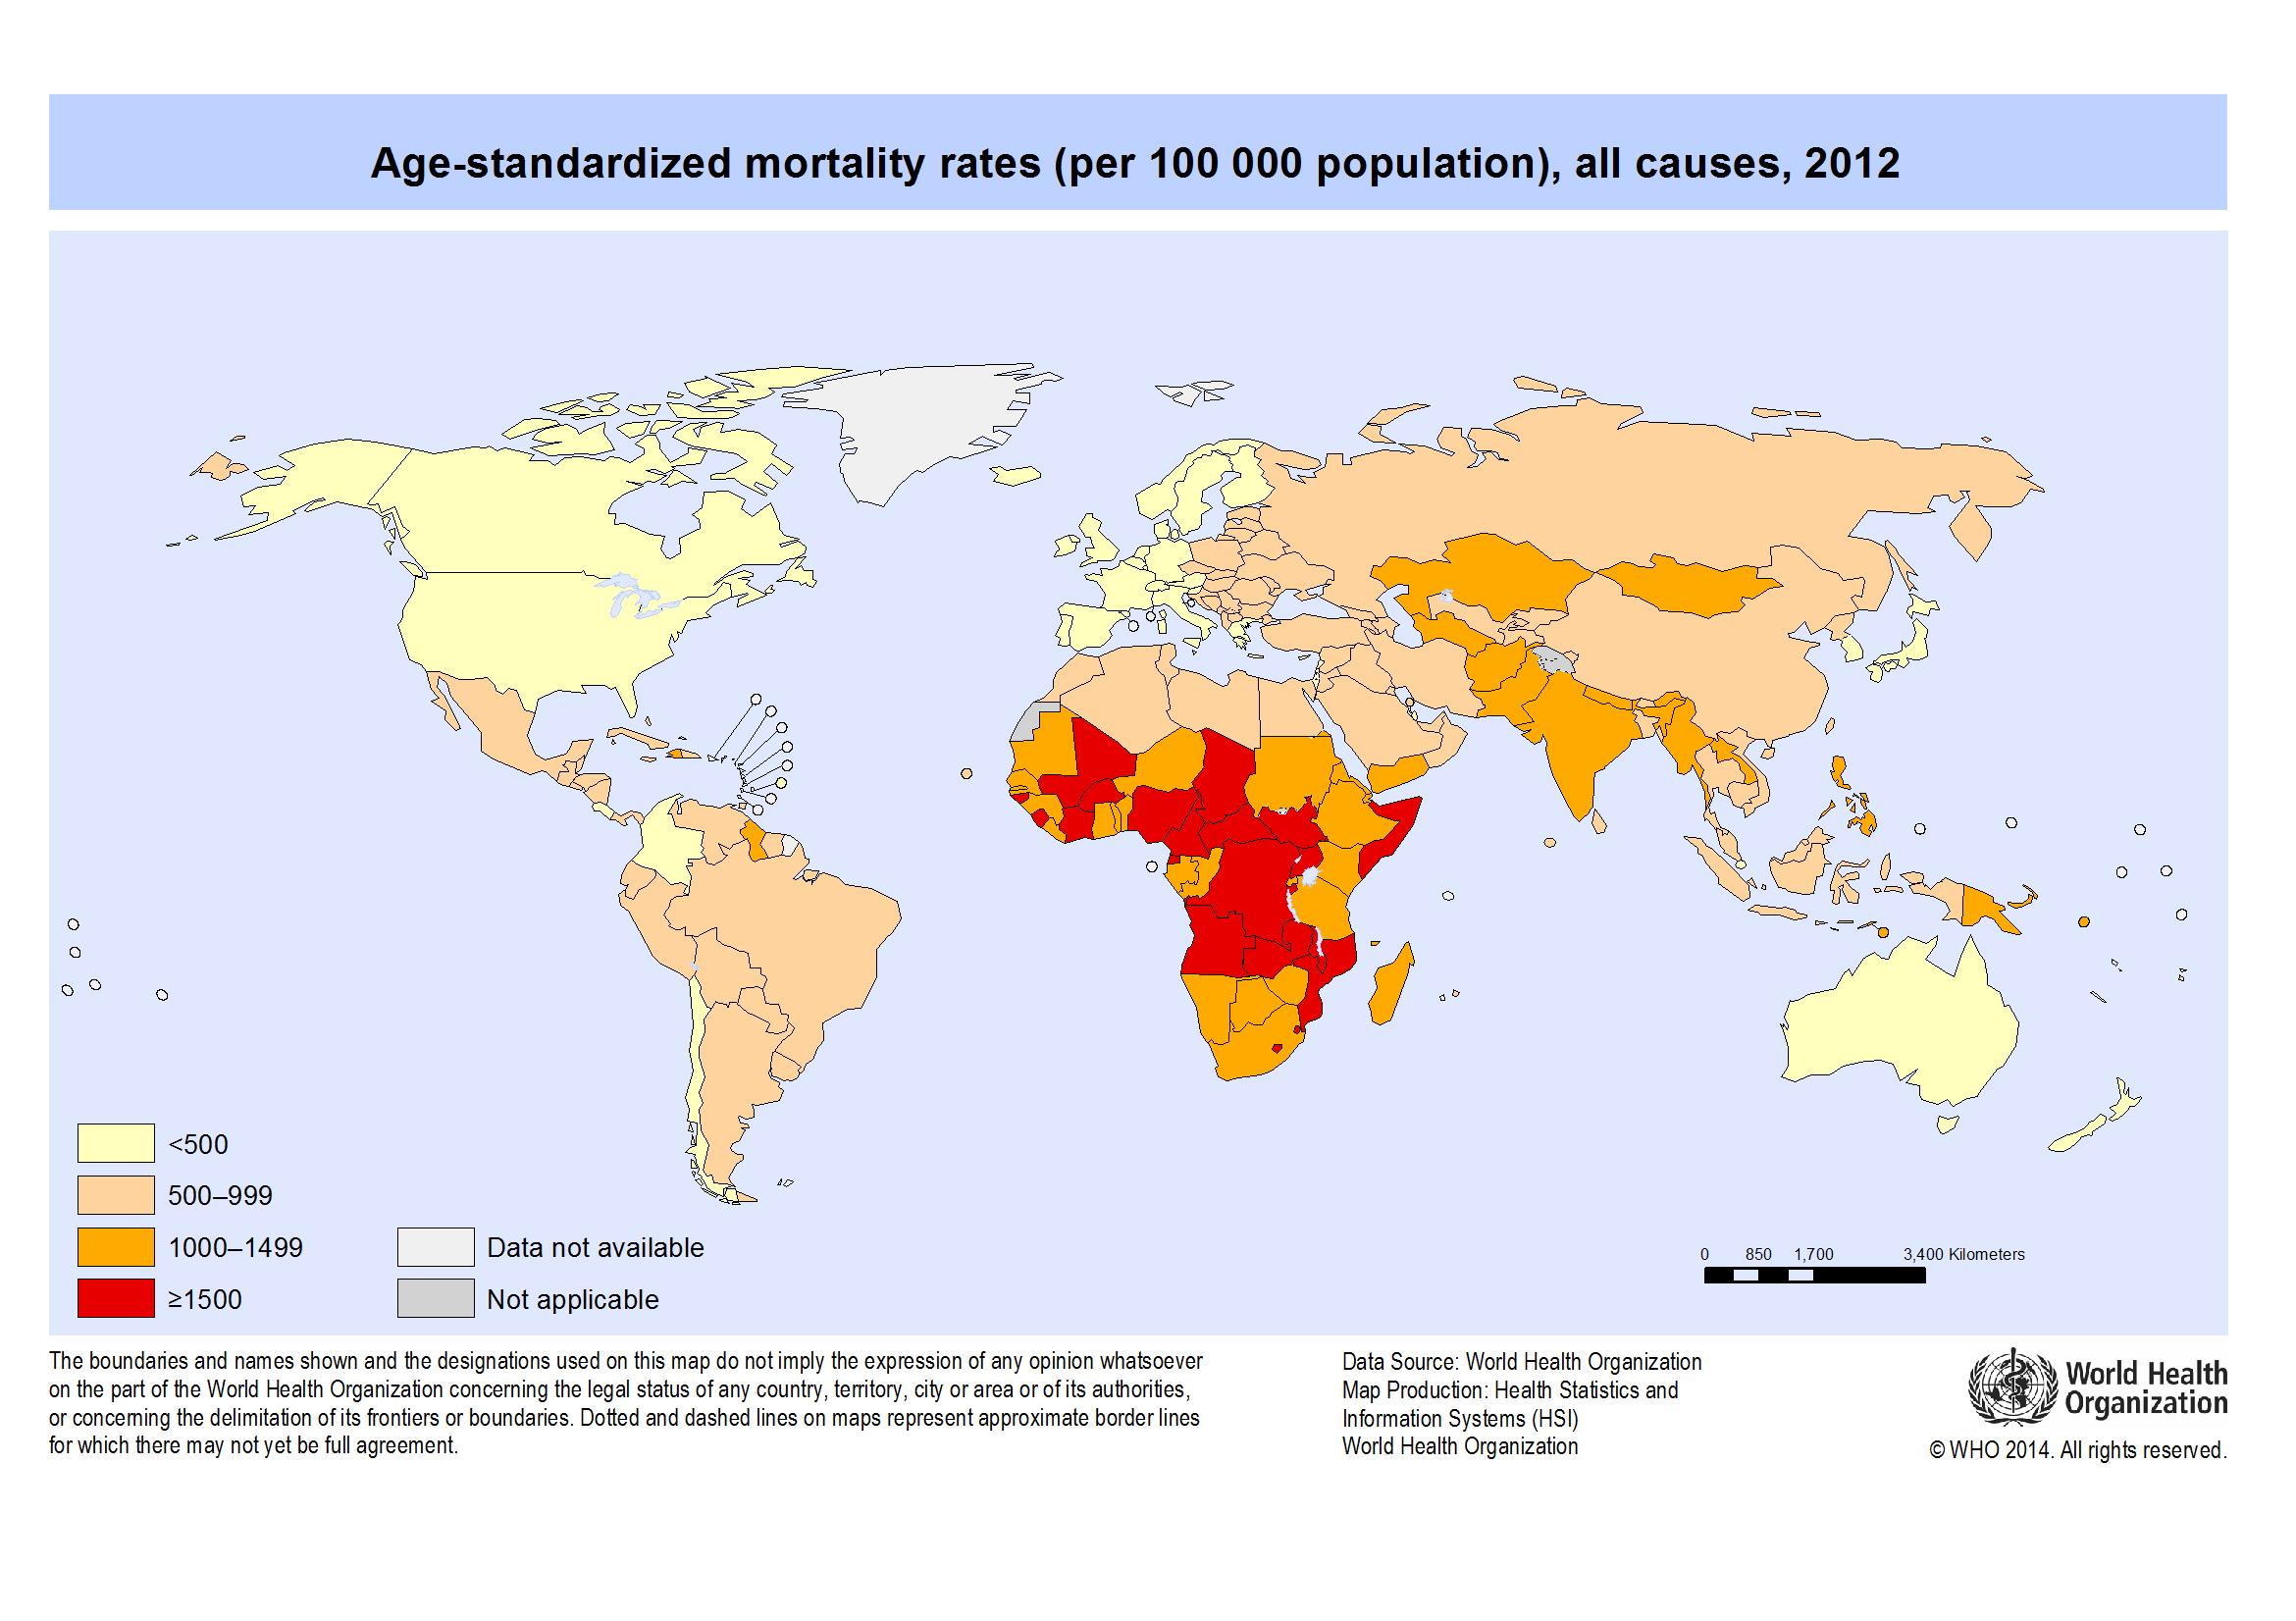 Age-standardized mortality rates (per 100 000 population), all causes, 2012
<500
500–999
1000–1499
≥1500
Data not available
Not applicable
0 850 1,700 3,400 Kilometers
The boundaries and names shown and the designations used on this map do not imply the expression of any opinion whatsoever
on the part of the World Health Organization concerning the legal status of any country, territory, city or area or of its authorities,
or concerning the delimitation of its frontiers or boundaries. Dotted and dashed lines on maps represent approximate border lines
for which there may not yet be full agreement.
Data Source: World Health Organization
Map Production: Health Statistics and
Information Systems (HSI)
World Health Organization
World Health
Organization
© WHO 2014. All rights reserved.